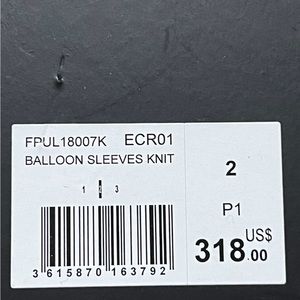 FPUL18007K ECR01
BALLOON SLEEVES KNIT
1 2 3
3 615870 163792
2
P1
US$
318.00